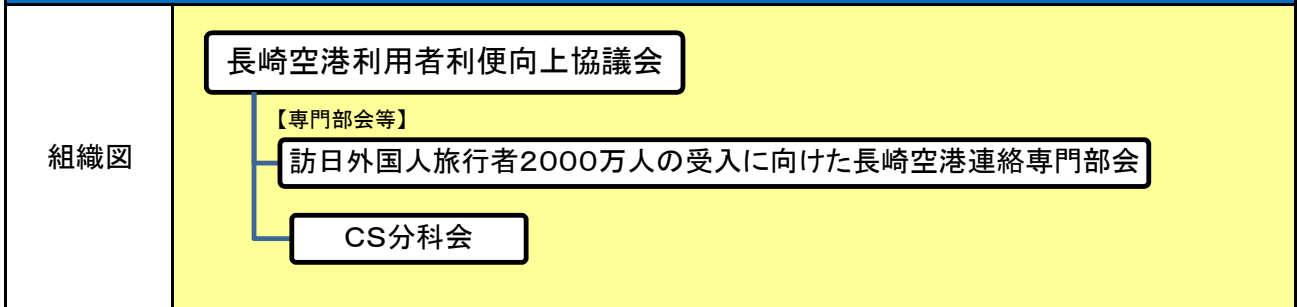 組織図
長崎空港利用者利便向上協議会
【専門部会等】
訪日外国人旅行者2000万人の受入に向けた長崎空港連絡専門部会
CS分科会